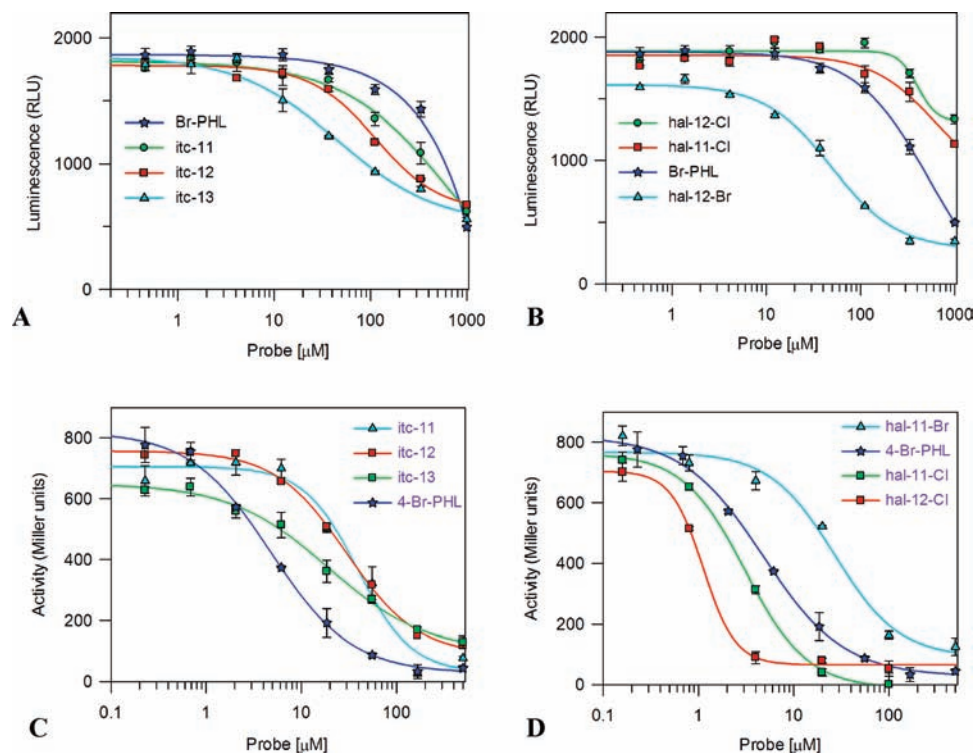 2000
1000
0
Luminescence (RLU)
Br-PHL
itc-11
itc-12
itc-13
1
10
100
1000
Probe [µM]
A
2000
1000
0
Luminescence (RLU)
hal-12-Cl
hal-11-Cl
Br-PHL
hal-12-Br
1
10
100
1000
Probe [µM]
B
800
600
400
200
0
Activity (Miller units)
itc-11
itc-12
itc-13
4-Br-PHL
0.1
1
10
100
Probe [µM]
C
800
600
400
200
0
Activity (Miller units)
hal-11-Br
4-Br-PHL
hal-11-Cl
hal-12-Cl
0.1
1
10
100
Probe [µM]
D